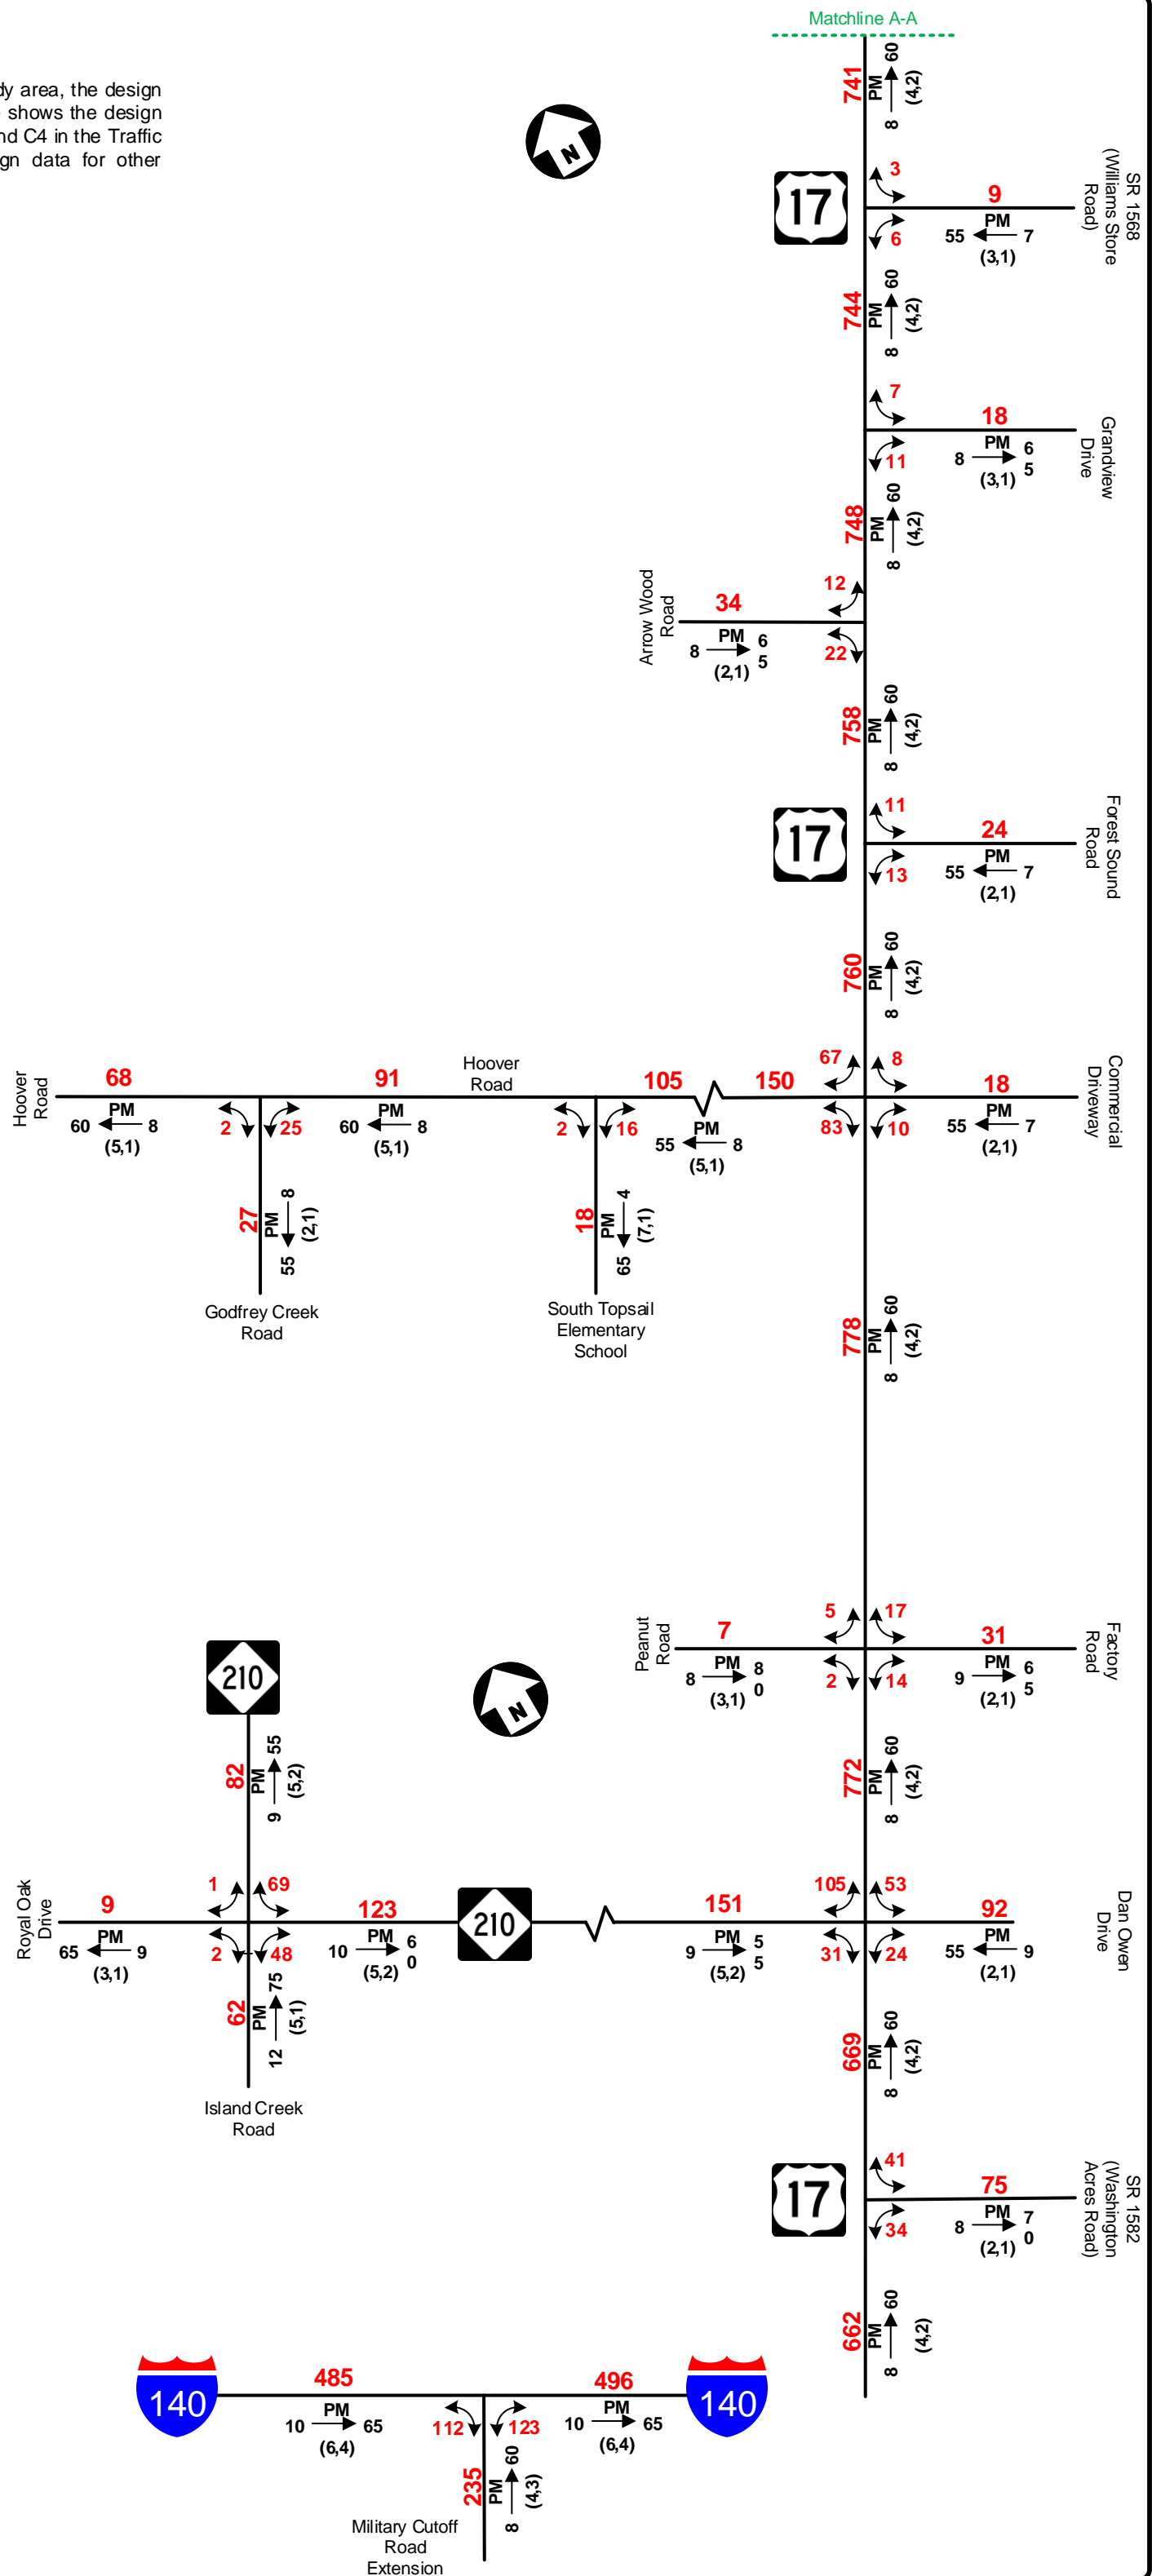 Matchline A-A
dy area, the design
shows the design
nd C4 in the Traffic
gn data for other
N
741
PM
8 60
(4,2)
SR 1568
(Williams Store
Road)
17
3
6
9
PM
55 7
(3,1)
744
PM
8 60
(4,2)
Grandview
Drive
7
11
18
PM
8 6
5
(3,1)
748
PM
8 60
(4,2)
Arrow Wood
Road
34
PM
8 6
5
(2,1)
12
22
758
PM
8 60
(4,2)
Forest Sound
Road
17
11
13
24
PM
55 7
(2,1)
760
PM
8 60
(4,2)
Hoover
Road
68
PM
60 8
(5,1)
2
25
91
PM
60 8
(5,1)
Hoover
Road
2
16
105
150
PM
55 8
(5,1)
67
8
83
10
18
PM
55 7
(2,1)
Commercial
Driveway
27
PM
8 55
(2,1)
Godfrey Creek
Road
18
PM
4 65
(7,1)
South Topsail
Elementary
School
778
PM
8 60
(4,2)
Peanut
Road
7
PM
8 8
0
(3,1)
5
17
2
14
31
PM
9 6
5
(2,1)
Factory
Road
N
210
82
PM
9 55
(5,2)
772
PM
8 60
(4,2)
Royal Oak
Drive
9
PM
65 9
(3,1)
1
69
2
48
123
PM
10 6
0
(5,2)
210
151
PM
9 5
5
(5,2)
105
53
31
24
92
PM
55 9
(2,1)
Dan Owen
Drive
62
PM
12 75
(5,1)
Island Creek
Road
669
PM
8 60
(4,2)
17
41
34
75
PM
8 7
0
(2,1)
SR 1582
(Washington
Acres Road)
662
PM
8 60
(4,2)
140
485
PM
10 65
(6,4)
112
123
496
PM
10 65
(6,4)
140
235
PM
8 60
(4,3)
Military Cutoff
Road
Extension